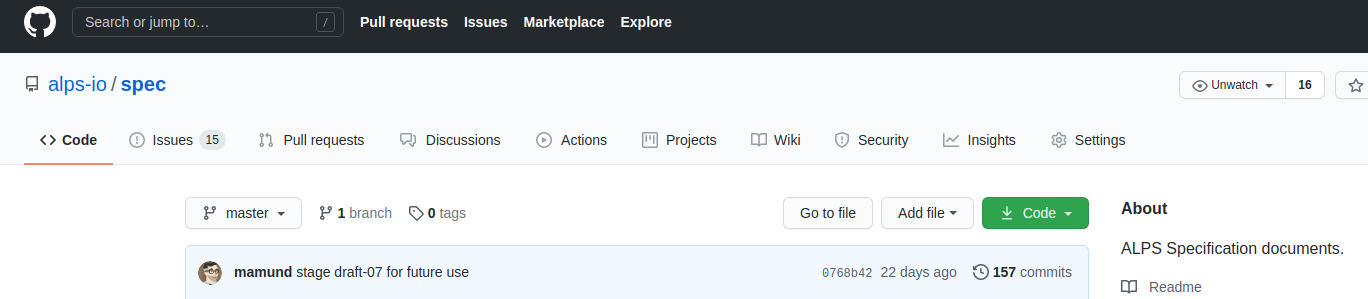 Search or jump to… / Pull requests Issues Marketplace Explore
alps-io / spec Unwatch 16
Code Issues 15 Pull requests Discussions Actions Projects Wiki Security Insights Settings
master 1 branch 0 tags Go to file Add file Code About
ALPS Specification documents.
mamund stage draft-07 for future use 0768b42 22 days ago 157 commits
Readme